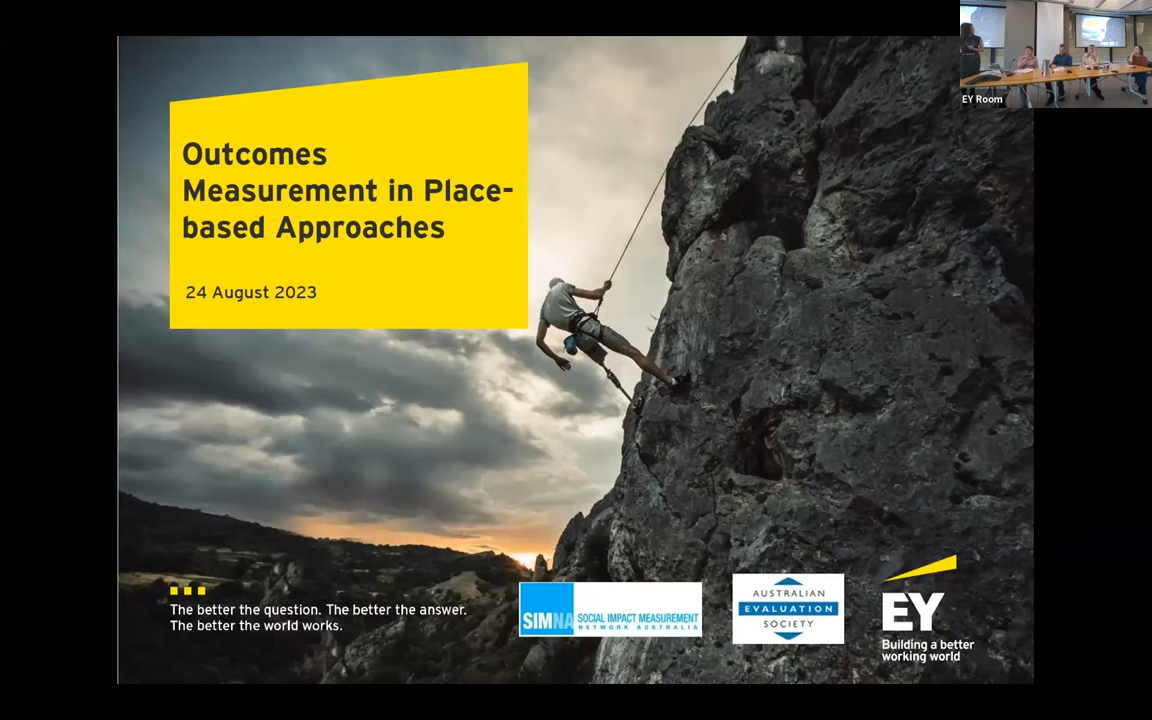 EY Room
Outcomes
Measurement in Place-
based Approaches
24 August 2023
The better the question. The better the answer.
The better the world works.
SIMNA
SOCIAL IMPACT MEASUREMENT
NETWORK AUSTRALIA
AUSTRALIAN
EVALUATION
SOCIETY
EY
Building a better
working world